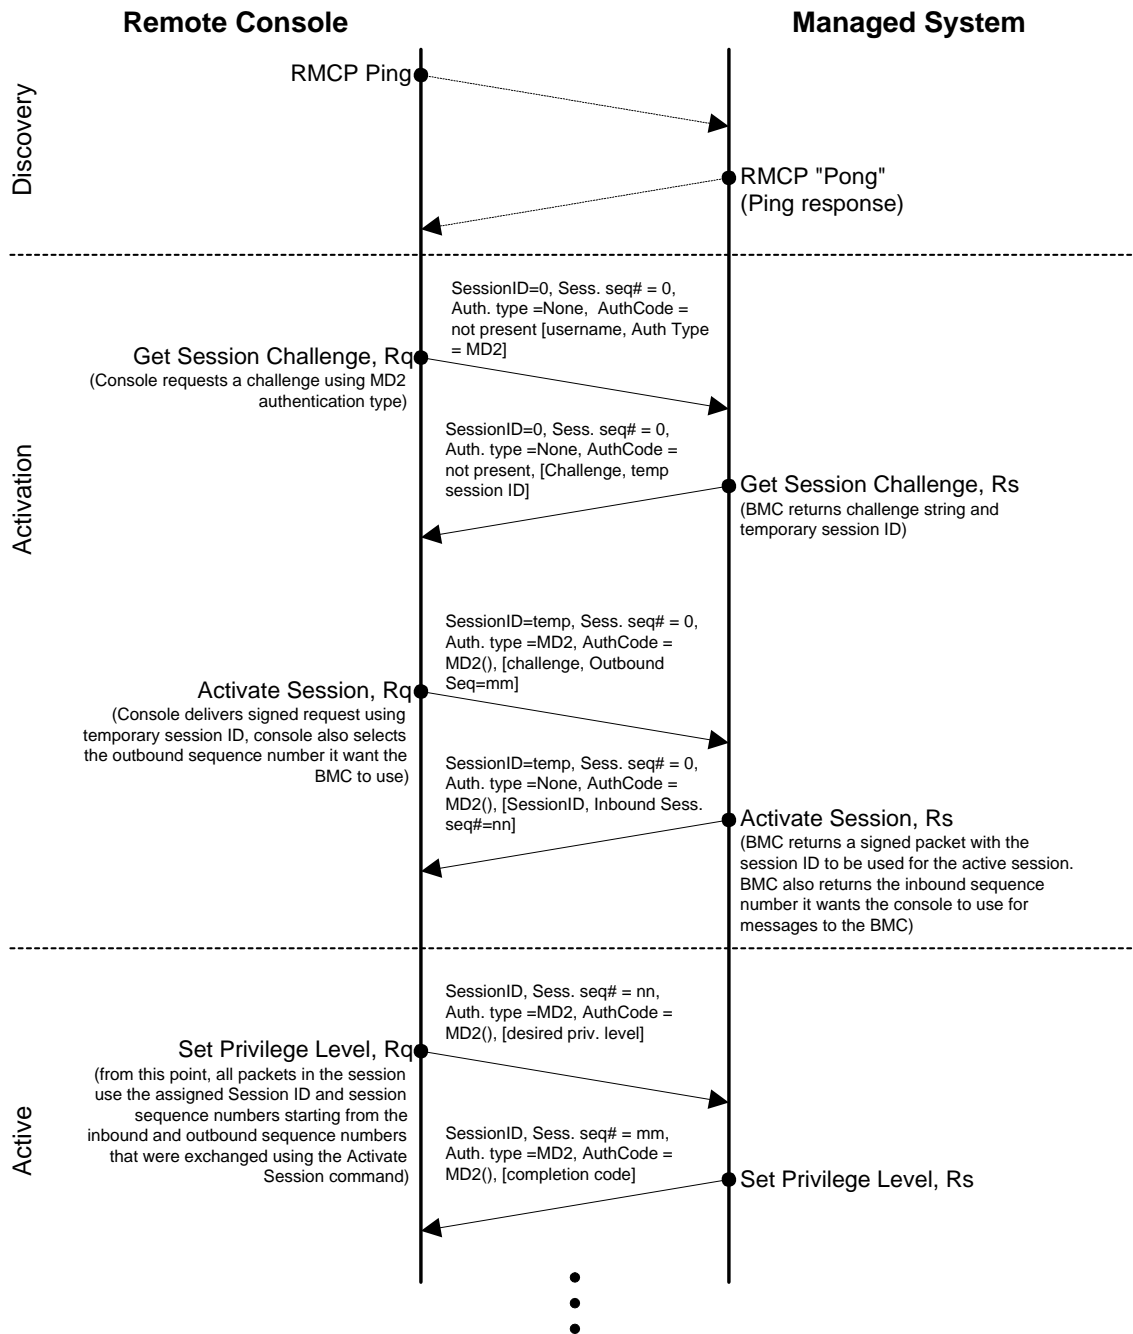 Remote Console
Managed System
Discovery
RMCP Ping
RMCP "Pong"
(Ping response)
Activation
SessionID=0, Sess. seq# = 0,
Auth. type =None,  AuthCode =
not present [username, Auth Type
= MD2]
Get Session Challenge, Rq
(Console requests a challenge using MD2
authentication type)
SessionID=0, Sess. seq# = 0,
Auth. type =None, AuthCode =
not present, [Challenge, temp
session ID]
Get Session Challenge, Rs
(BMC returns challenge string and
temporary session ID)
SessionID=temp, Sess. seq# = 0,
Auth. type =MD2, AuthCode =
MD2(), [challenge, Outbound
Seq=mm]
Activate Session, Rq
(Console delivers signed request using
temporary session ID, console also selects
the outbound sequence number it want the
BMC to use)
SessionID=temp, Sess. seq# = 0,
Auth. type =None, AuthCode =
MD2(), [SessionID, Inbound Sess.
seq#=nn]
Activate Session, Rs
(BMC returns a signed packet with the
session ID to be used for the active session.
BMC also returns the inbound sequence
number it wants the console to use for
messages to the BMC)
Active
SessionID, Sess. seq# = nn,
Auth. type =MD2, AuthCode =
MD2(), [desired priv. level]
Set Privilege Level, Rq
(from this point, all packets in the session
use the assigned Session ID and session
sequence numbers starting from the
inbound and outbound sequence numbers
that were exchanged using the Activate
Session command)
SessionID, Sess. seq# = mm,
Auth. type =MD2, AuthCode =
MD2(), [completion code]
Set Privilege Level, Rs